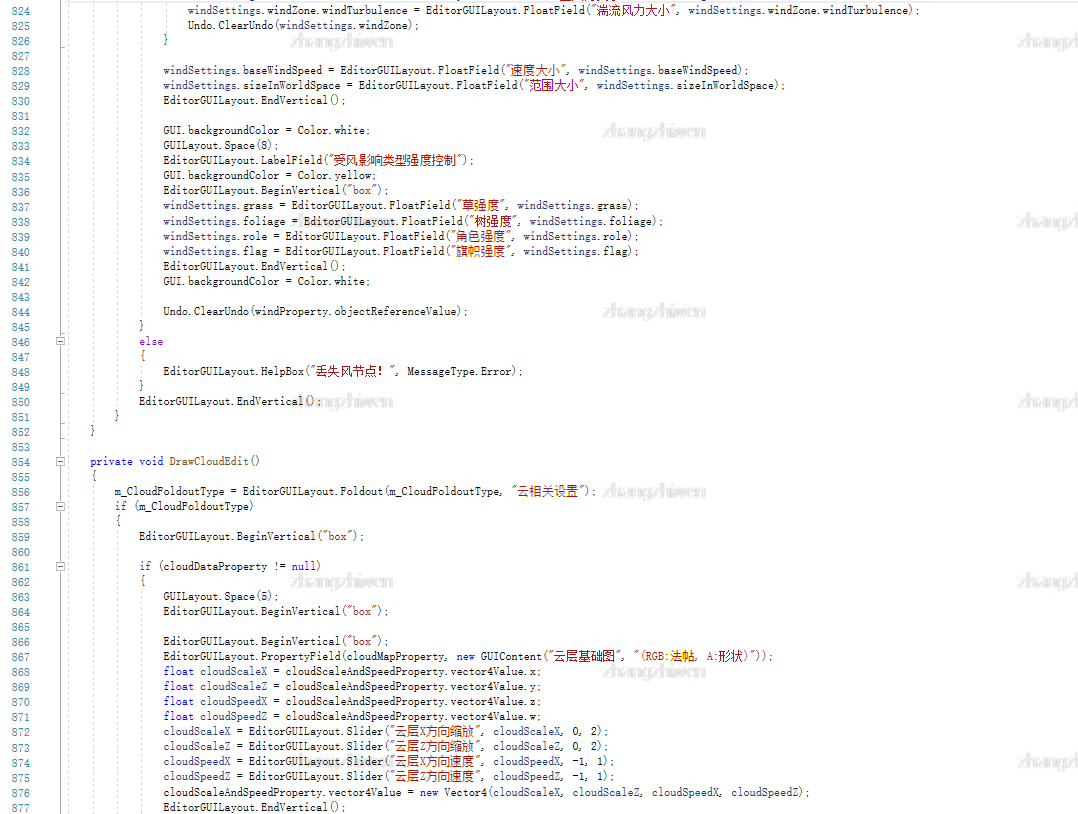 824 windSettings.windZone.windTurbulence = EditorGUILayout.FloatField("湍流风力大小", windSettings.windZone.windTurbulence);
825 Undo.ClearUndo(windSettings.windZone);
826 }
827
828 windSettings.baseWindSpeed = EditorGUILayout.FloatField("速度大小", windSettings.baseWindSpeed);
829 windSettings.sizeInWorldSpace = EditorGUILayout.FloatField("范围大小", windSettings.sizeInWorldSpace);
830 EditorGUILayout.EndVertical();
831
832 GUI.backgroundColor = Color.white;
833 GUILayout.Space(8);
834 EditorGUILayout.LabelField("受风影响类型强度控制");
835 GUI.backgroundColor = Color.yellow;
836 EditorGUILayout.BeginVertical("box");
837 windSettings.grass = EditorGUILayout.FloatField("草强度", windSettings.grass);
838 windSettings.foliage = EditorGUILayout.FloatField("树强度", windSettings.foliage);
839 windSettings.role = EditorGUILayout.FloatField("角色强度", windSettings.role);
840 windSettings.flag = EditorGUILayout.FloatField("旗帜强度", windSettings.flag);
841 EditorGUILayout.EndVertical();
842 GUI.backgroundColor = Color.white;
843
844 Undo.ClearUndo(windProperty.objectReferenceValue);
845 }
846 else
847 {
848 EditorGUILayout.HelpBox("丢失风节点！", MessageType.Error);
849 }
850 EditorGUILayout.EndVertical();
851 }
852 }
853
854 private void DrawCloudEdit()
855 {
856 m_CloudFoldoutType = EditorGUILayout.Foldout(m_CloudFoldoutType, "云相关设置");
857 if (m_CloudFoldoutType)
858 {
859 EditorGUILayout.BeginVertical("box");
860
861 if (cloudDataProperty != null)
862 {
863 GUILayout.Space(5);
864 EditorGUILayout.BeginVertical("box");
865
866 EditorGUILayout.BeginVertical("box");
867 EditorGUILayout.PropertyField(cloudMapProperty, new GUIContent("云层基础图", "(RGB:法帖, A:形状)"));
868 float cloudScaleX = cloudScaleAndSpeedProperty.vector4Value.x;
869 float cloudScaleZ = cloudScaleAndSpeedProperty.vector4Value.y;
870 float cloudSpeedX = cloudScaleAndSpeedProperty.vector4Value.z;
871 float cloudSpeedZ = cloudScaleAndSpeedProperty.vector4Value.w;
872 cloudScaleX = EditorGUILayout.Slider("云层X方向缩放", cloudScaleX, 0, 2);
873 cloudScaleZ = EditorGUILayout.Slider("云层Z方向缩放", cloudScaleZ, 0, 2);
874 cloudSpeedX = EditorGUILayout.Slider("云层X方向速度", cloudSpeedX, -1, 1);
875 cloudSpeedZ = EditorGUILayout.Slider("云层Z方向速度", cloudSpeedZ, -1, 1);
876 cloudScaleAndSpeedProperty.vector4Value = new Vector4(cloudScaleX, cloudScaleZ, cloudSpeedX, cloudSpeedZ);
877 EditorGUILayout.EndVertical();